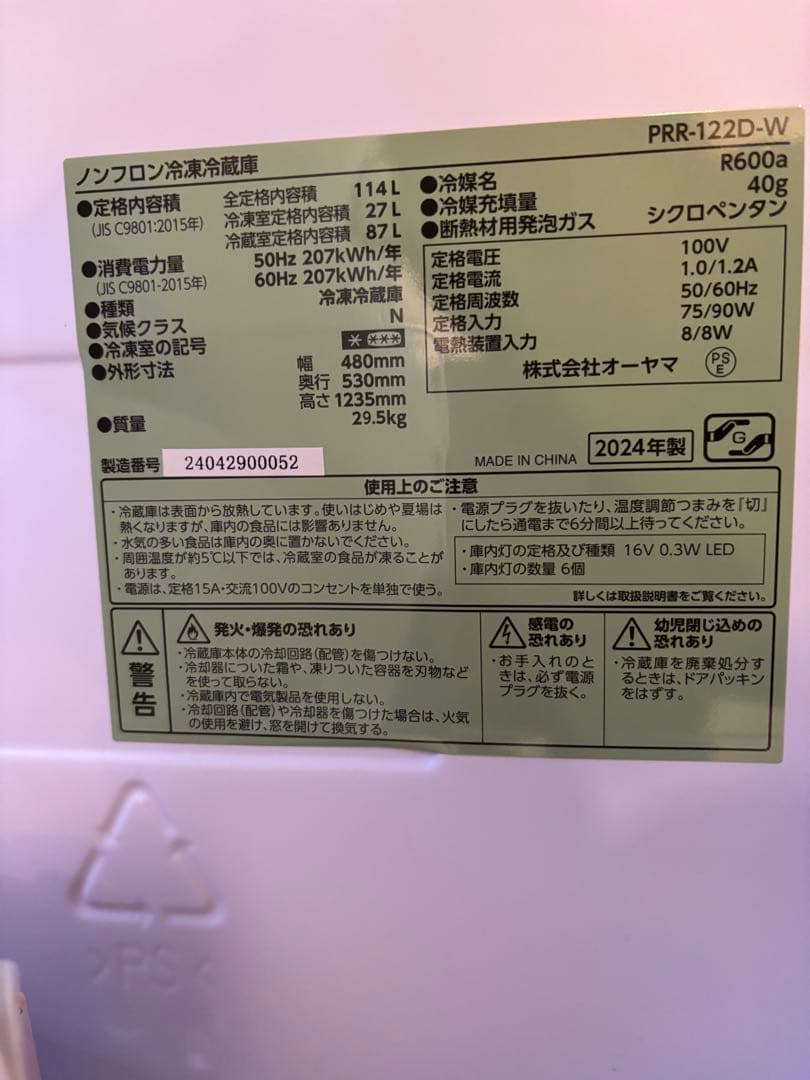 PRR-122D-W
ノンフロン冷凍冷蔵庫
●定格内容積 全定格内容積 114L
(JIS C9801:2015年) 冷凍室定格内容積 27L
冷蔵室定格内容積 87L
●消費電力量 50Hz 207kWh/年
(JIS C9801-2015年) 60Hz 207kWh/年
●種類 冷凍冷蔵庫
●気候クラス N
●冷凍室の記号
●外形寸法 幅 480mm
奥行 530mm
高さ 1235mm
●質量 29.5kg
●冷媒名 R600a
●冷媒充填量 40g
●断熱材用発泡ガス シクロペンタン
定格電圧 100V
定格電流 1.0/1.2A
定格周波数 50/60Hz
定格入力 75/90W
電熱装置入力 8/8W
株式会社オーヤマ PSE
製造番号 24042900052
MADE IN CHINA 2024年製 G
使用上のご注意
・冷蔵庫は表面から放熱しています。使いはじめや夏場は
熱くなりますが、庫内の食品には影響ありません。
・水気の多い食品は庫内の奥に置かないでください。
・周囲温度が約5℃以下では、冷蔵室の食品が凍ることが
あります。
・電源は、定格15A・交流100Vのコンセントを単独で使う。
・電源プラグを抜いたり、温度調節つまみを『切』
にしたら通電まで6分間以上待ってください。
・庫内灯の定格及び種類 16V 0.3W LED
・庫内灯の数量 6個
詳しくは取扱説明書をご覧ください。
警告
発火・爆発の恐れあり
・冷蔵庫本体の冷却回路(配管)を傷つけない。
・冷却器についた霜や、凍りついた容器を刃物など
を使って取らない。
・冷蔵庫内で電気製品を使用しない。
・冷却回路(配管)や冷却器を傷つけた場合は、火気
の使用を避け、窓を開けて換気する。
感電の
恐れあり
・お手入れのと
きは、必ず電源
プラグを抜く。
幼児閉じ込めの
恐れあり
・冷蔵庫を廃棄処分す
るときは、ドアパッキン
をはずす。
>PS<